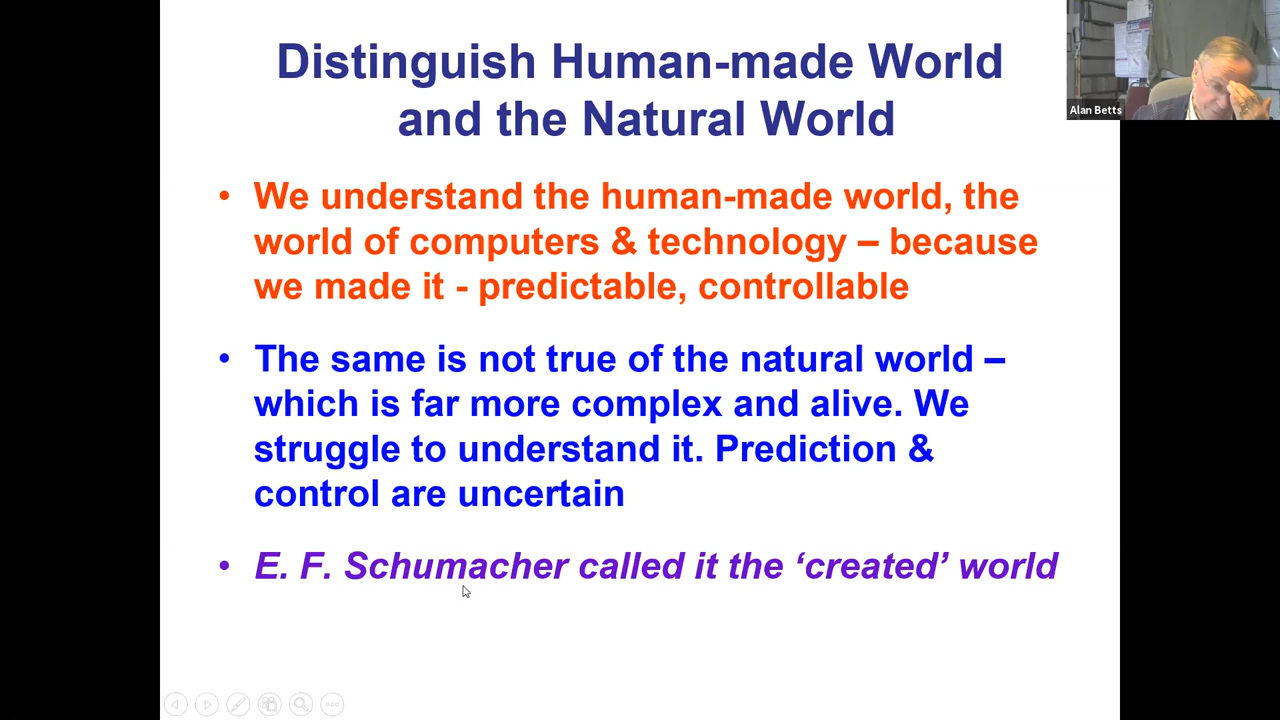 Distinguish Human-made World
and the Natural World
Alan Betts
• We understand the human-made world, the
world of computers & technology – because
we made it - predictable, controllable
• The same is not true of the natural world –
which is far more complex and alive. We
struggle to understand it. Prediction &
control are uncertain
• E. F. Schumacher called it the ‘created’ world